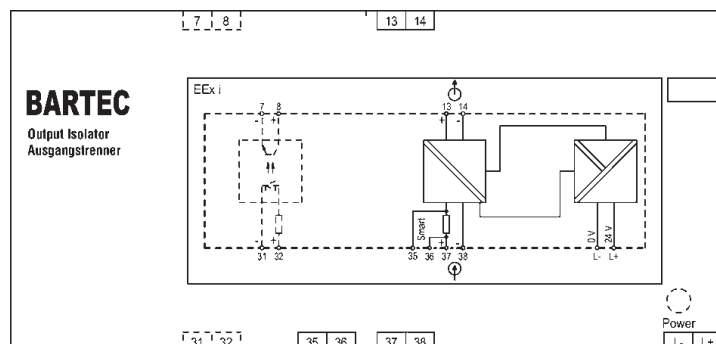 7 8 13 14
EEx i
BARTEC
Output Isolator
Ausgangstrenner
7 8 13 14
- + + -
Smart
0 V
24 V
- + + -
31 32 35 36 37 38 L- L+
Power
31 32 35 36 37 38 L- L+